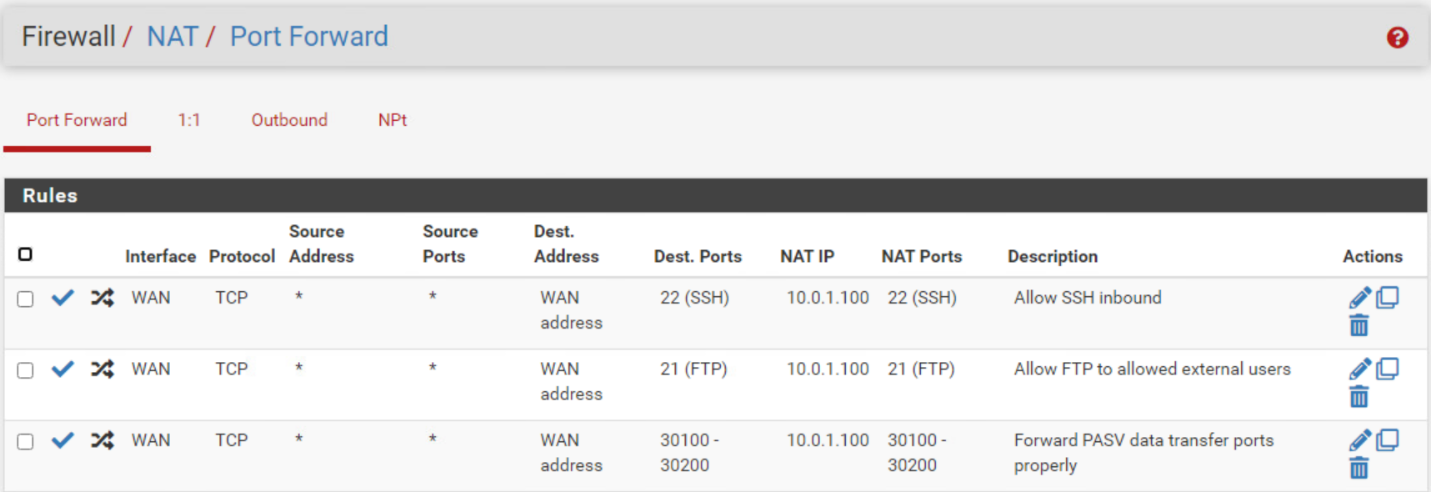 Firewall / NAT / Port Forward
Port Forward 1:1 Outbound NPt
Rules
Source Source Dest.
Interface Protocol Address Ports Address Dest. Ports NAT IP NAT Ports Description Actions
WAN TCP * * WAN 22 (SSH) 10.0.1.100 22 (SSH) Allow SSH inbound
address
WAN TCP * * WAN 21 (FTP) 10.0.1.100 21 (FTP) Allow FTP to allowed external users
address
WAN TCP * * WAN 30100 - 10.0.1.100 30100 - Forward PASV data transfer ports
address 30200 30200 properly